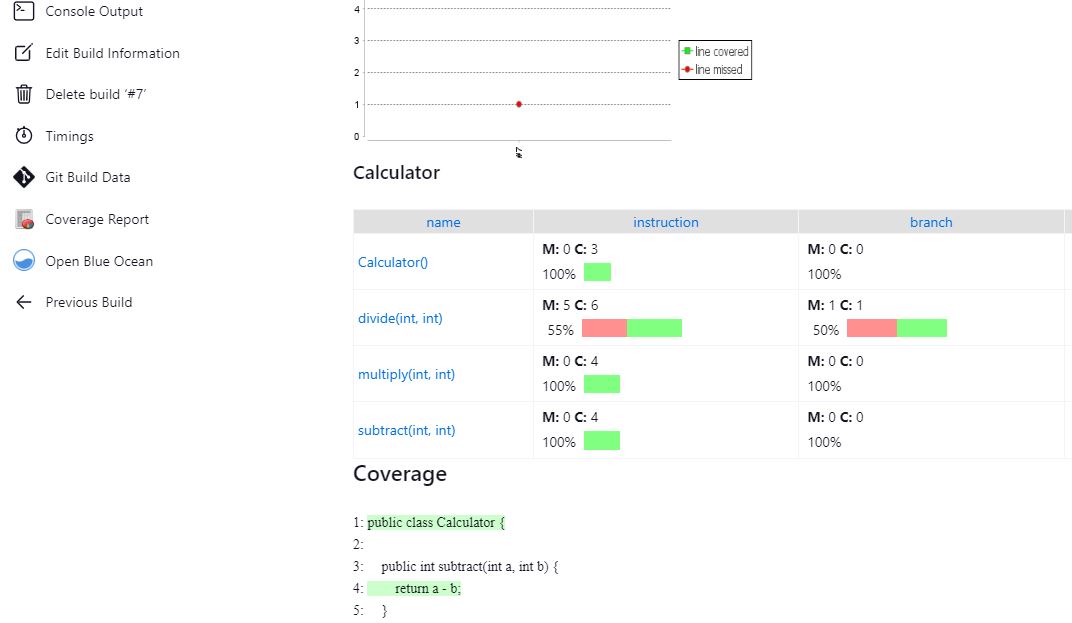 Console Output
Edit Build Information
Delete build ‘#7’
Timings
Git Build Data
Coverage Report
Open Blue Ocean
Previous Build
4
3
2
1
0
#7
line covered
line missed
Calculator
name instruction branch
Calculator()
M: 0 C: 3
100%
M: 0 C: 0
100%
divide(int, int)
M: 5 C: 6
55%
M: 1 C: 1
50%
multiply(int, int)
M: 0 C: 4
100%
M: 0 C: 0
100%
subtract(int, int)
M: 0 C: 4
100%
M: 0 C: 0
100%
Coverage
1: public class Calculator {
2:
3: public int subtract(int a, int b) {
4: return a - b;
5: }